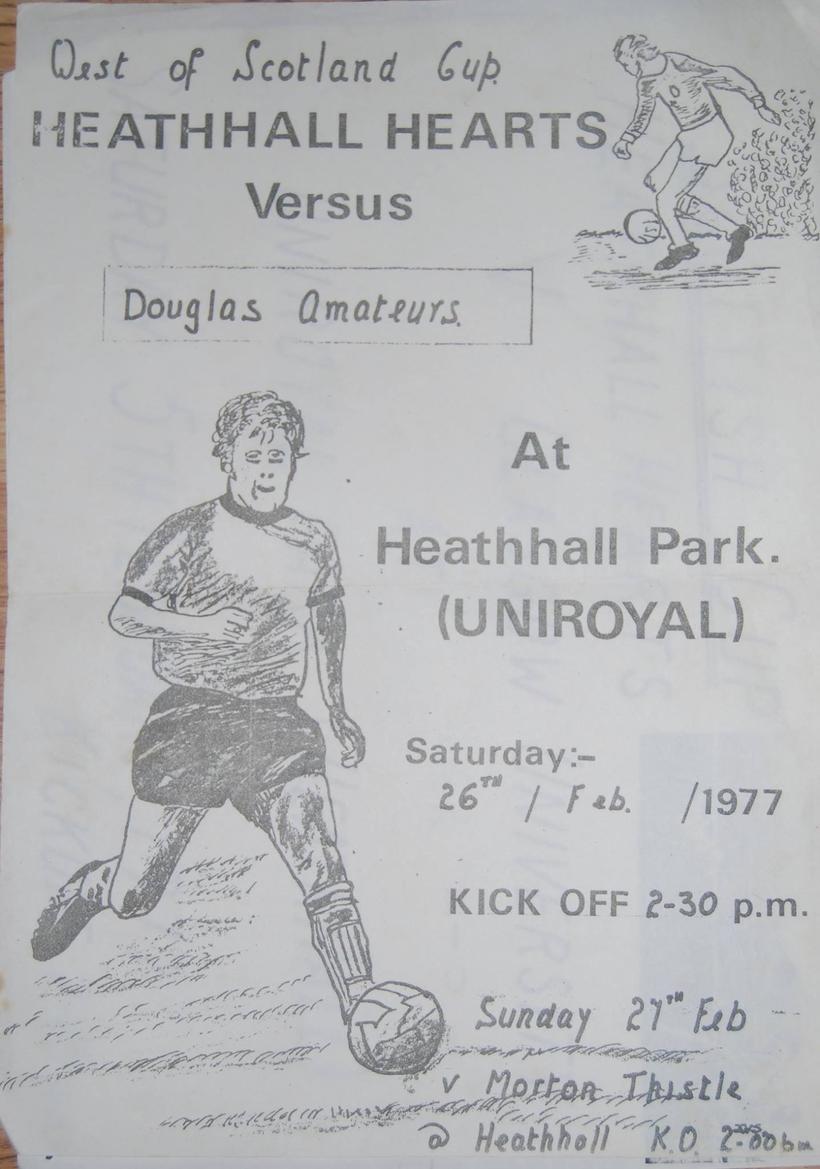 West of Scotland Cup.
HEATHHALL HEARTS
Versus
Douglas Amateurs.
At
Heathhall Park.
(UNIROYAL)
Saturday:-
26TH / Feb. /1977
KICK OFF 2-30 p.m.
Sunday 27TH Feb
v Morton Thistle
@ Heathhall K.O. 2-00pm